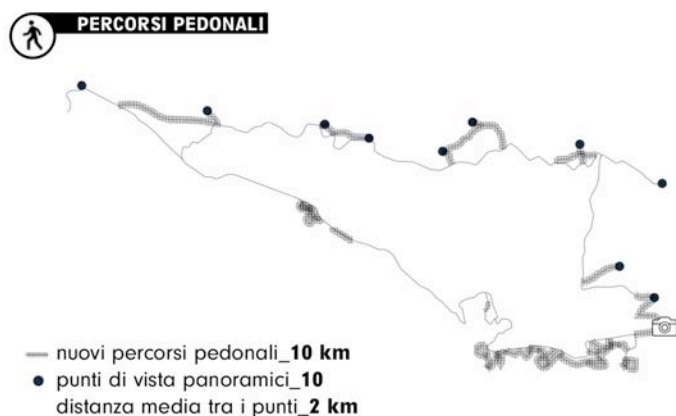 PERCORSI PEDONALI
nuovi percorsi pedonali_10 km
punti di vista panoramici_10
distanza media tra i punti_2 km